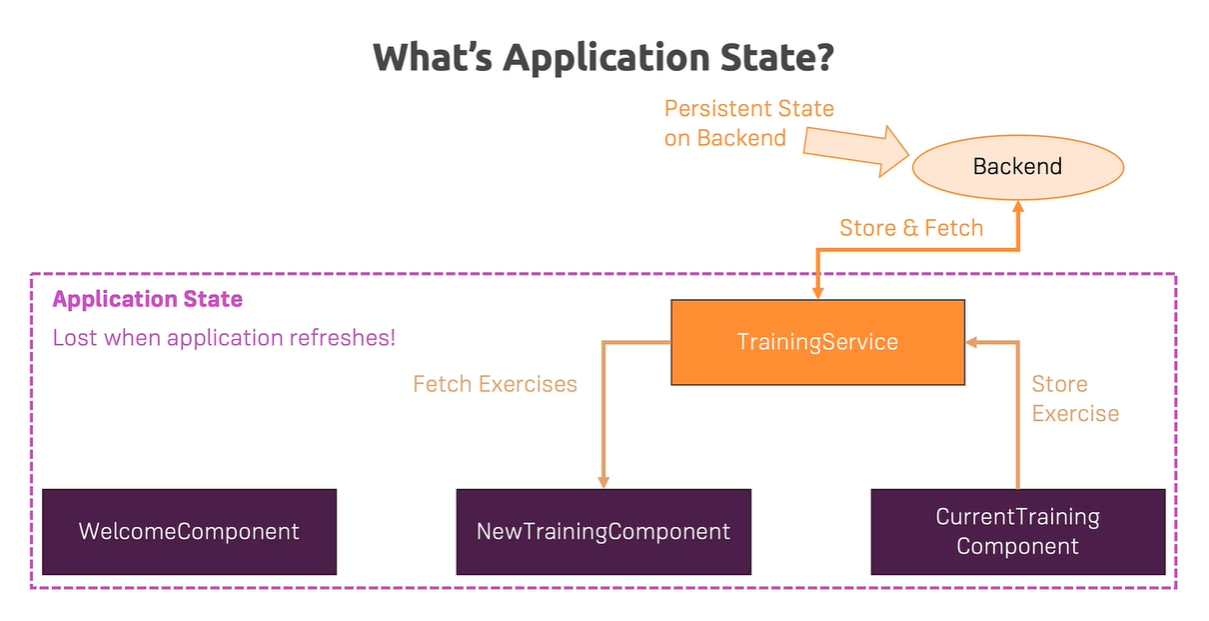 What's Application State?
Persistent State
on Backend
Backend
Store & Fetch
Application State
Lost when application refreshes!
TrainingService
Fetch Exercises
Store
Exercise
WelcomeComponent
NewTrainingComponent
CurrentTraining
Component